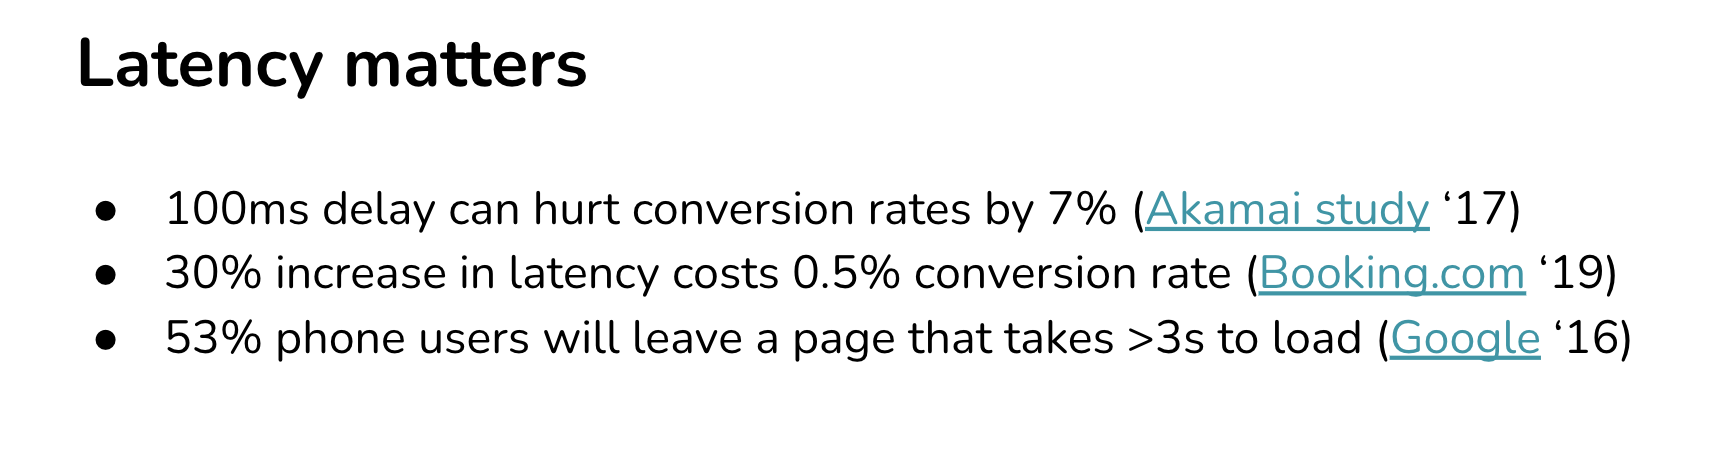 Latency matters
● 100ms delay can hurt conversion rates by 7% (Akamai study ‘17)
● 30% increase in latency costs 0.5% conversion rate (Booking.com ‘19)
● 53% phone users will leave a page that takes >3s to load (Google ‘16)